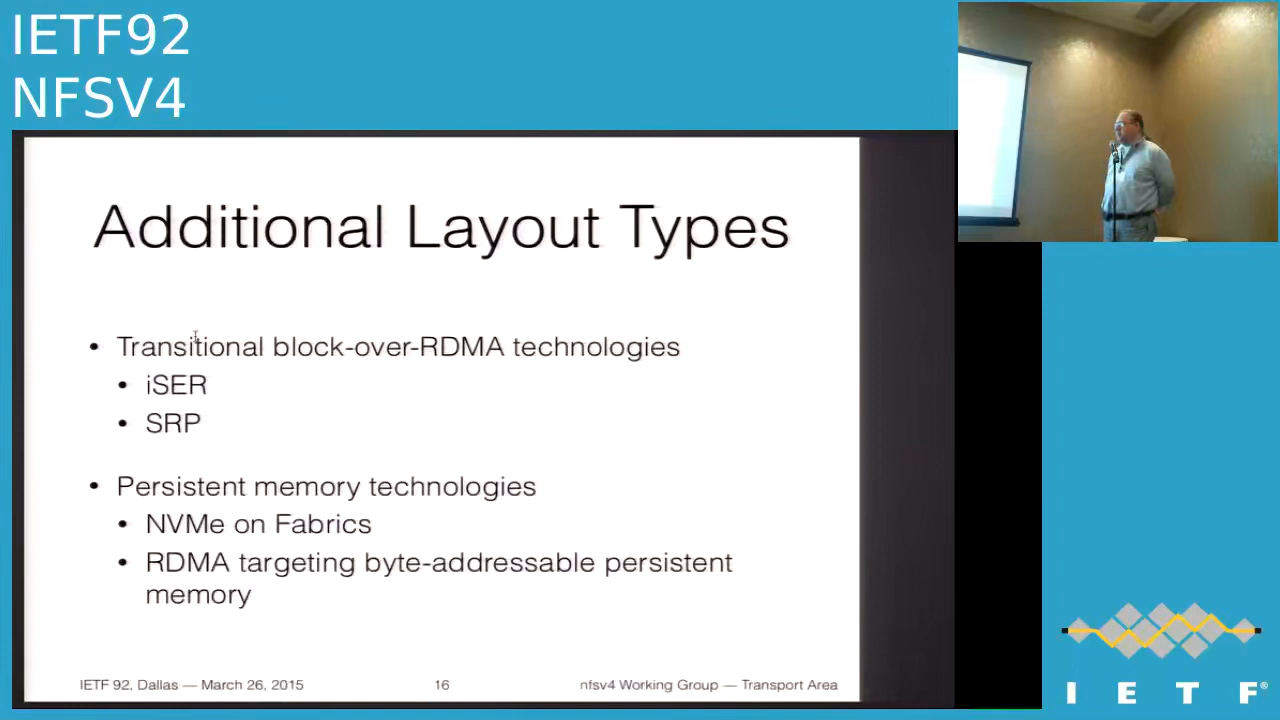 IETF92
NFSV4
Additional Layout Types
• Transitional block-over-RDMA technologies
• iSER
• SRP
• Persistent memory technologies
• NVMe on Fabrics
• RDMA targeting byte-addressable persistent
memory
IETF 92, Dallas — March 26, 2015
16
nfsv4 Working Group — Transport Area
I E T F®